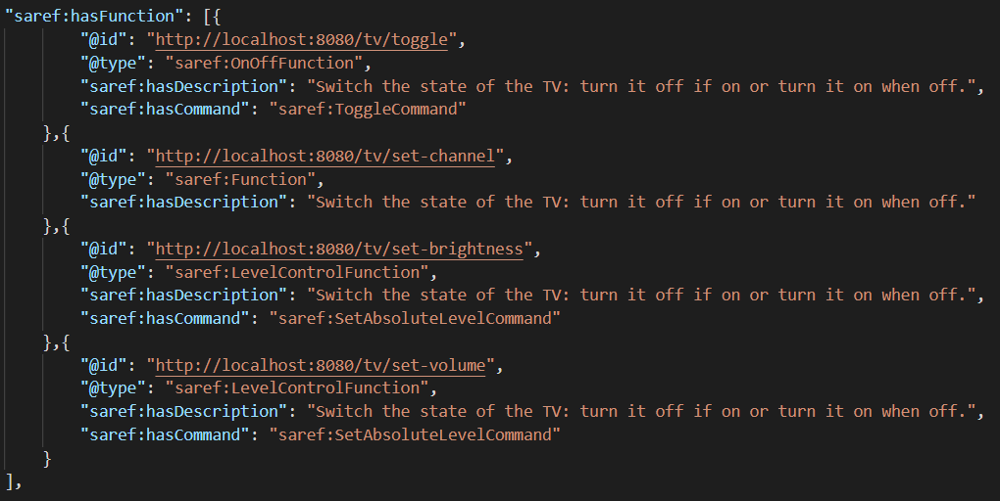 "saref:hasFunction": [{
"@id": "http://localhost:8080/tv/toggle",
"@type": "saref:OnOffFunction",
"saref:hasDescription": "Switch the state of the TV: turn it off if on or turn it on when off.",
"saref:hasCommand": "saref:ToggleCommand"
},{
"@id": "http://localhost:8080/tv/set-channel",
"@type": "saref:Function",
"saref:hasDescription": "Switch the state of the TV: turn it off if on or turn it on when off."
},{
"@id": "http://localhost:8080/tv/set-brightness",
"@type": "saref:LevelControlFunction",
"saref:hasDescription": "Switch the state of the TV: turn it off if on or turn it on when off.",
"saref:hasCommand": "saref:SetAbsoluteLevelCommand"
},{
"@id": "http://localhost:8080/tv/set-volume",
"@type": "saref:LevelControlFunction",
"saref:hasDescription": "Switch the state of the TV: turn it off if on or turn it on when off.",
"saref:hasCommand": "saref:SetAbsoluteLevelCommand"
}
],